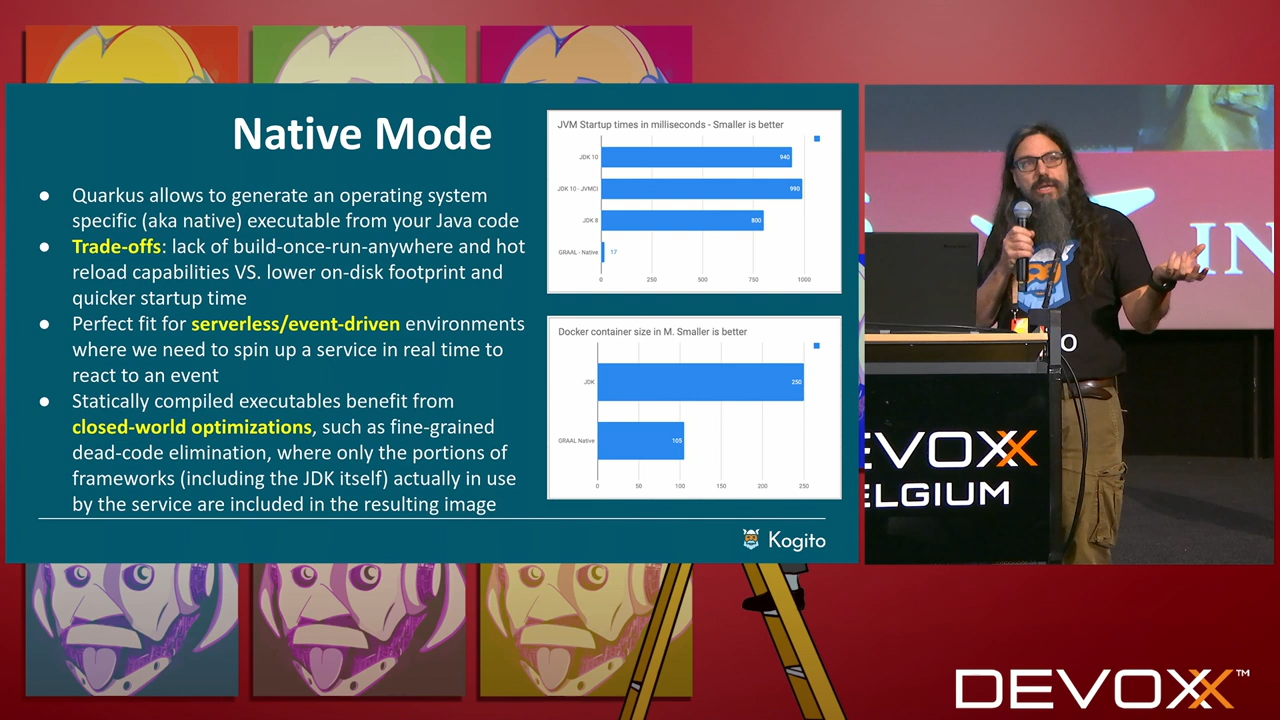 Native Mode
● Quarkus allows to generate an operating system
specific (aka native) executable from your Java code
● Trade-offs: lack of build-once-run-anywhere and hot
reload capabilities VS. lower on-disk footprint and
quicker startup time
● Perfect fit for serverless/event-driven environments
where we need to spin up a service in real time to
react to an event
● Statically compiled executables benefit from
closed-world optimizations, such as fine-grained
dead-code elimination, where only the portions of
frameworks (including the JDK itself) actually in use
by the service are included in the resulting image
JVM Startup times in milliseconds - Smaller is better
JDK 10 940
JDK 10 - JVMCI 990
JDK 8 800
GRAAL - Native 17
0 250 500 750 1000
Docker container size in M. Smaller is better
JDK 250
GRAAL Native 105
0 50 100 150 200 250
Kogito
IN
O
EVOXX
ELGIUM
DEVOXX™